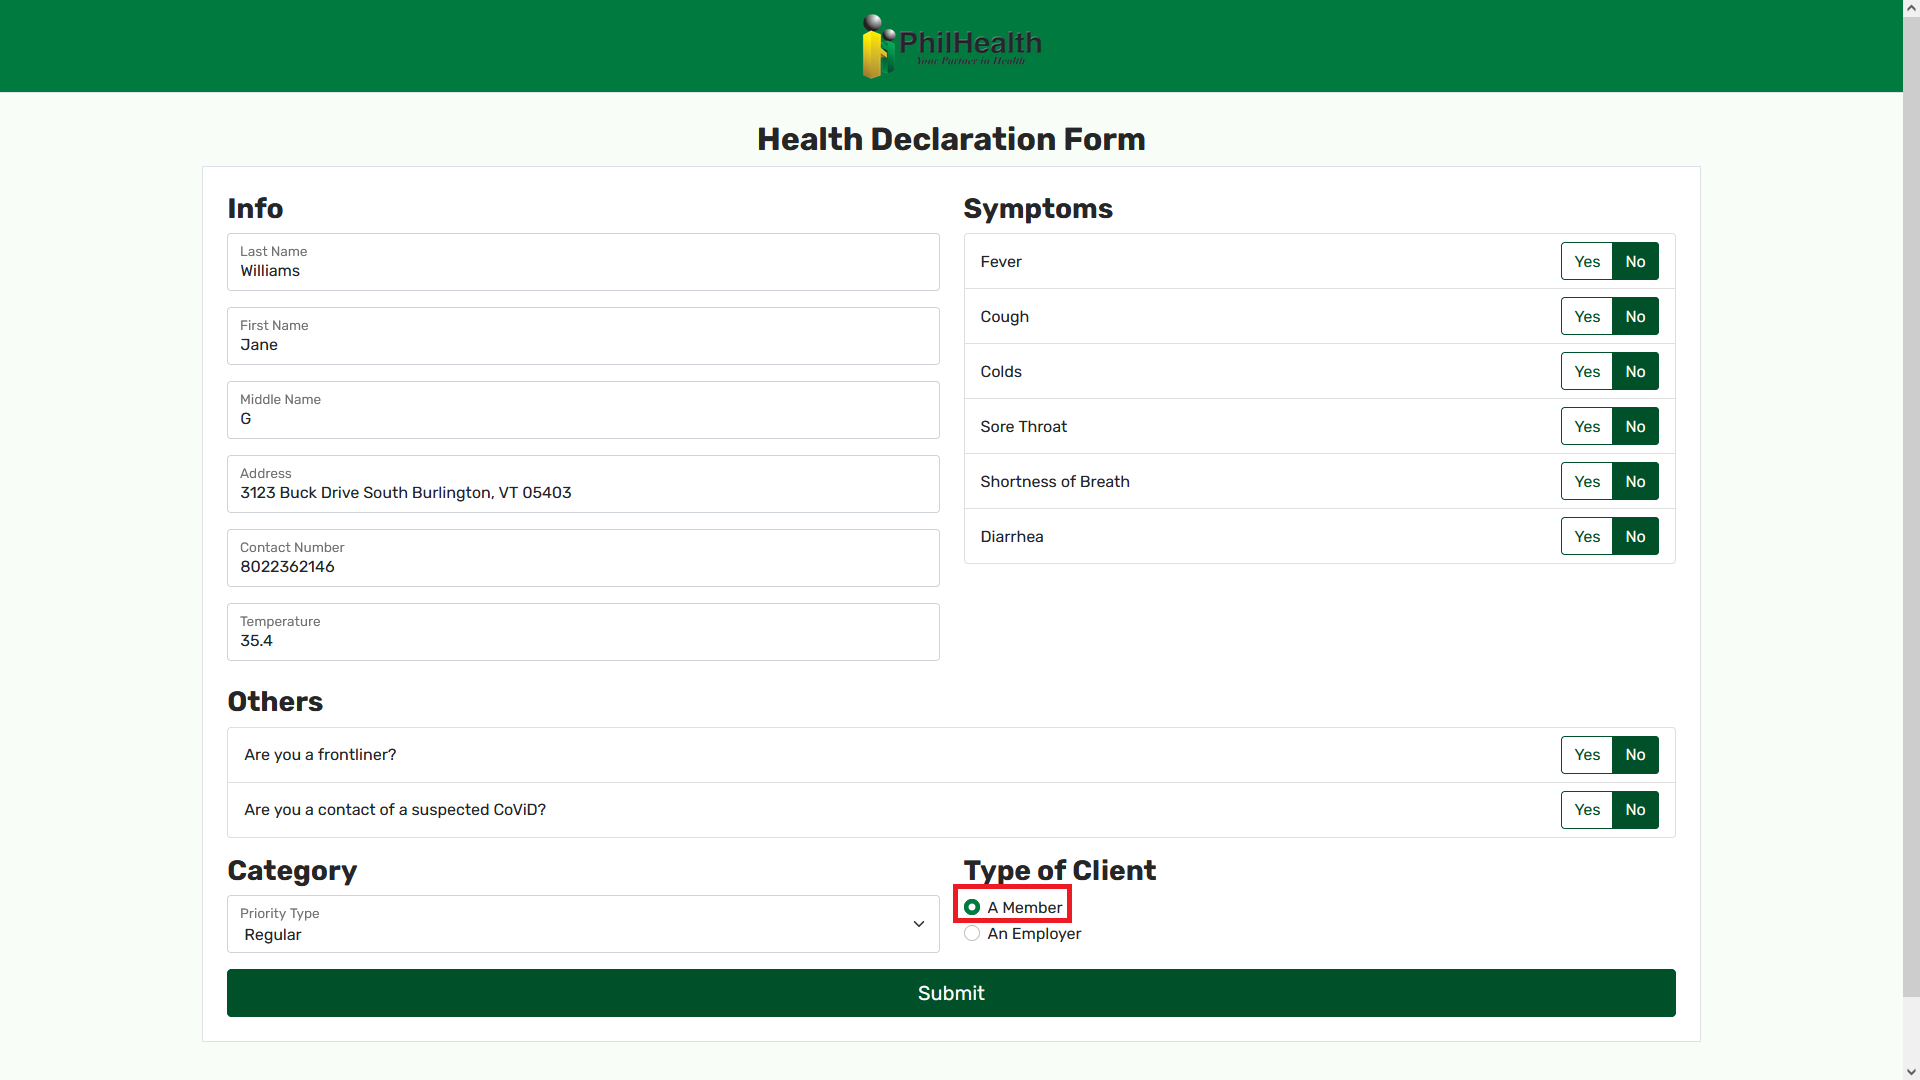 PhilHealth
Your Partner in Health
Health Declaration Form
Info
Last Name
Williams
First Name
Jane
Middle Name
G
Address
3123 Buck Drive South Burlington, VT 05403
Contact Number
8022362146
Temperature
35.4
Symptoms
Fever Yes No
Cough Yes No
Colds Yes No
Sore Throat Yes No
Shortness of Breath Yes No
Diarrhea Yes No
Others
Are you a frontliner? Yes No
Are you a contact of a suspected CoViD? Yes No
Category
Priority Type
Regular
Type of Client
A Member
An Employer
Submit